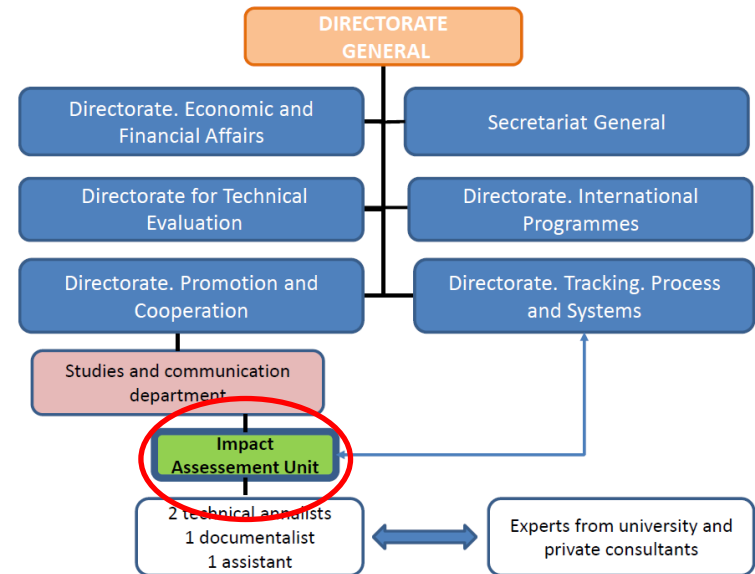 DIRECTORATE
GENERAL
Directorate. Economic and
Financial Affairs
Secretariat General
Directorate for Technical
Evaluation
Directorate. International
Programmes
Directorate. Promotion and
Cooperation
Directorate. Tracking. Process
and Systems
Studies and communication
department
Impact
Assessement Unit
2 technical annalists
1 documentalist
1 assistant
Experts from university and
private consultants